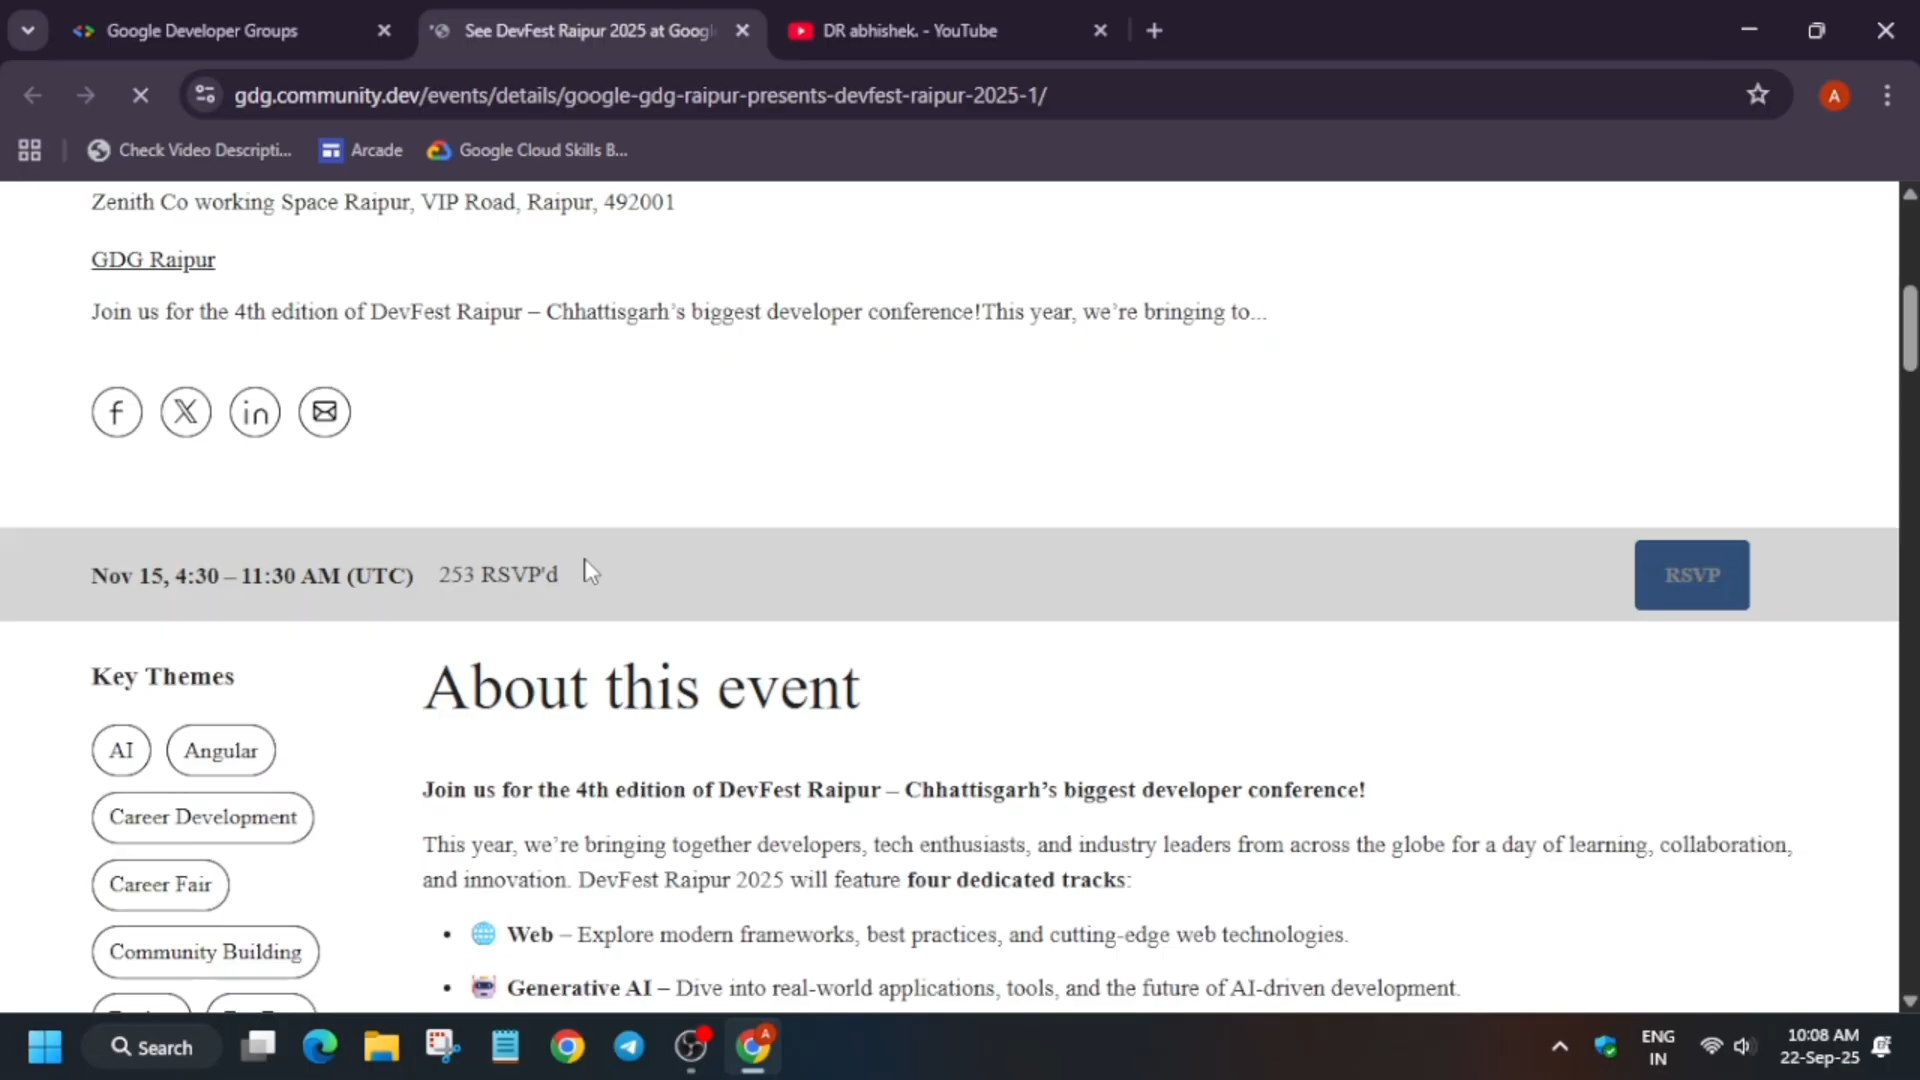 Google Developer Groups
See DevFest Raipur 2025 at Googl
DR abhishek. - YouTube
gdg.community.dev/events/details/google-gdg-raipur-presents-devfest-raipur-2025-1/
A
Check Video Descripti...
Arcade
Google Cloud Skills B...
Zenith Co working Space Raipur, VIP Road, Raipur, 492001
GDG Raipur
Join us for the 4th edition of DevFest Raipur – Chhattisgarh’s biggest developer conference!This year, we’re bringing to...
Nov 15, 4:30 – 11:30 AM (UTC)
253 RSVP'd
RSVP
Key Themes
AI
Angular
Career Development
Career Fair
Community Building
About this event
Join us for the 4th edition of DevFest Raipur – Chhattisgarh’s biggest developer conference!
This year, we’re bringing together developers, tech enthusiasts, and industry leaders from across the globe for a day of learning, collaboration,
and innovation. DevFest Raipur 2025 will feature four dedicated tracks:
• Web – Explore modern frameworks, best practices, and cutting-edge web technologies.
• Generative AI – Dive into real-world applications, tools, and the future of AI-driven development.
Search
A
ENG
IN
10:08 AM
22-Sep-25